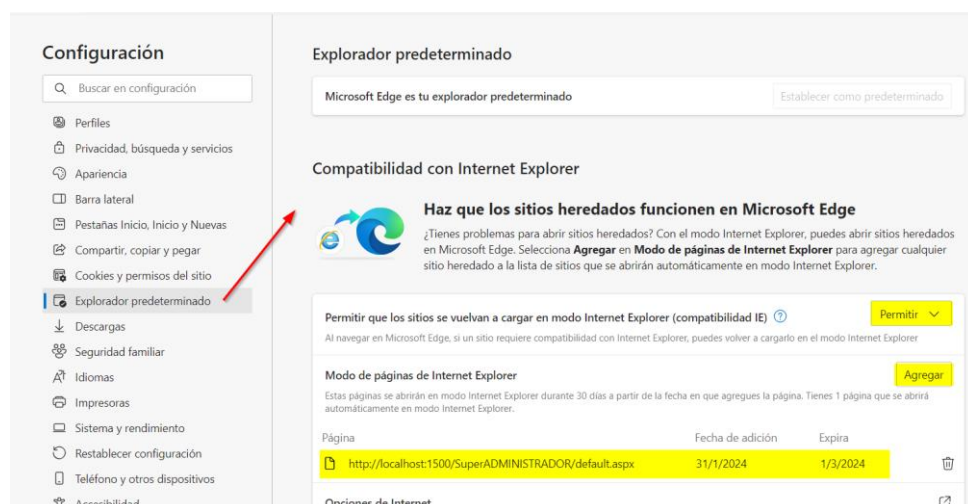 Configuración
Buscar en configuración
Perfiles
Privacidad, búsqueda y servicios
Apariencia
Barra lateral
Pestañas Inicio, Inicio y Nuevas
Compartir, copiar y pegar
Cookies y permisos del sitio
Explorador predeterminado
Descargas
Seguridad familiar
Idiomas
Impresoras
Sistema y rendimiento
Restablecer configuración
Teléfono y otros dispositivos
Accesibilidad
Explorador predeterminado
Microsoft Edge es tu explorador predeterminado
Establecer como predeterminado
Compatibilidad con Internet Explorer
Haz que los sitios heredados funcionen en Microsoft Edge
¿Tienes problemas para abrir sitios heredados? Con el modo Internet Explorer, puedes abrir sitios heredados
en Microsoft Edge. Selecciona Agregar en Modo de páginas de Internet Explorer para agregar cualquier
sitio heredado a la lista de sitios que se abrirán automáticamente en modo Internet Explorer.
Permitir que los sitios se vuelvan a cargar en modo Internet Explorer (compatibilidad IE)
Permitir
Al navegar en Microsoft Edge, si un sitio requiere compatibilidad con Internet Explorer, puedes volver a cargarlo en el modo Internet Explorer
Modo de páginas de Internet Explorer
Agregar
Estas páginas se abrirán en modo Internet Explorer durante 30 días a partir de la fecha en que agregues la página. Tienes 1 página que se abrirá
automáticamente en modo Internet Explorer.
Página Fecha de adición Expira
http://localhost:1500/SuperADMINISTRADOR/default.aspx 31/1/2024 1/3/2024
Opciones de Internet